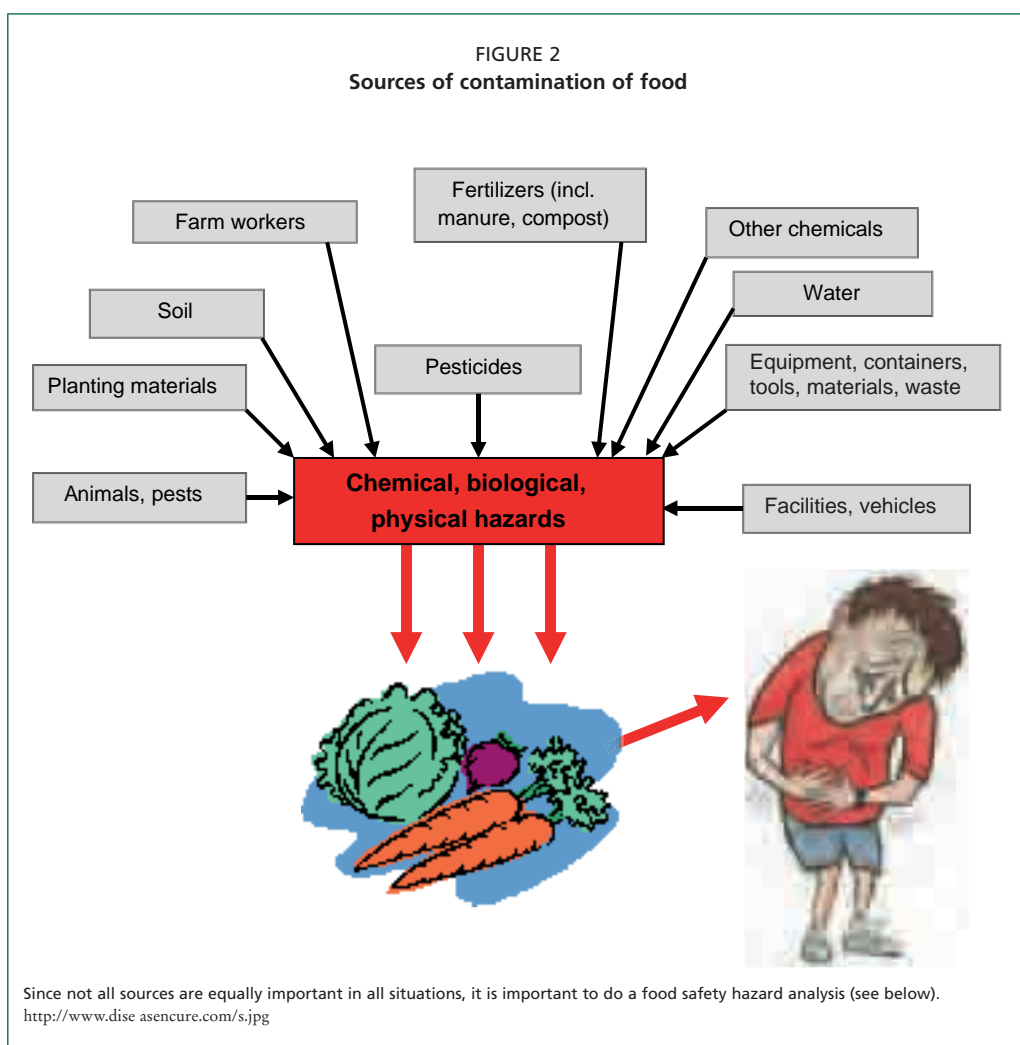 FIGURE 2
Sources of contamination of food
Fertilizers (incl.
manure, compost)
Farm workers
Other chemicals
Soil
Water
Pesticides
Equipment, containers,
tools, materials, waste
Planting materials
Chemical, biological,
physical hazards
Animals, pests
Facilities, vehicles
Since not all sources are equally important in all situations, it is important to do a food safety hazard analysis (see below).
http://www.dise asencure.com/s.jpg